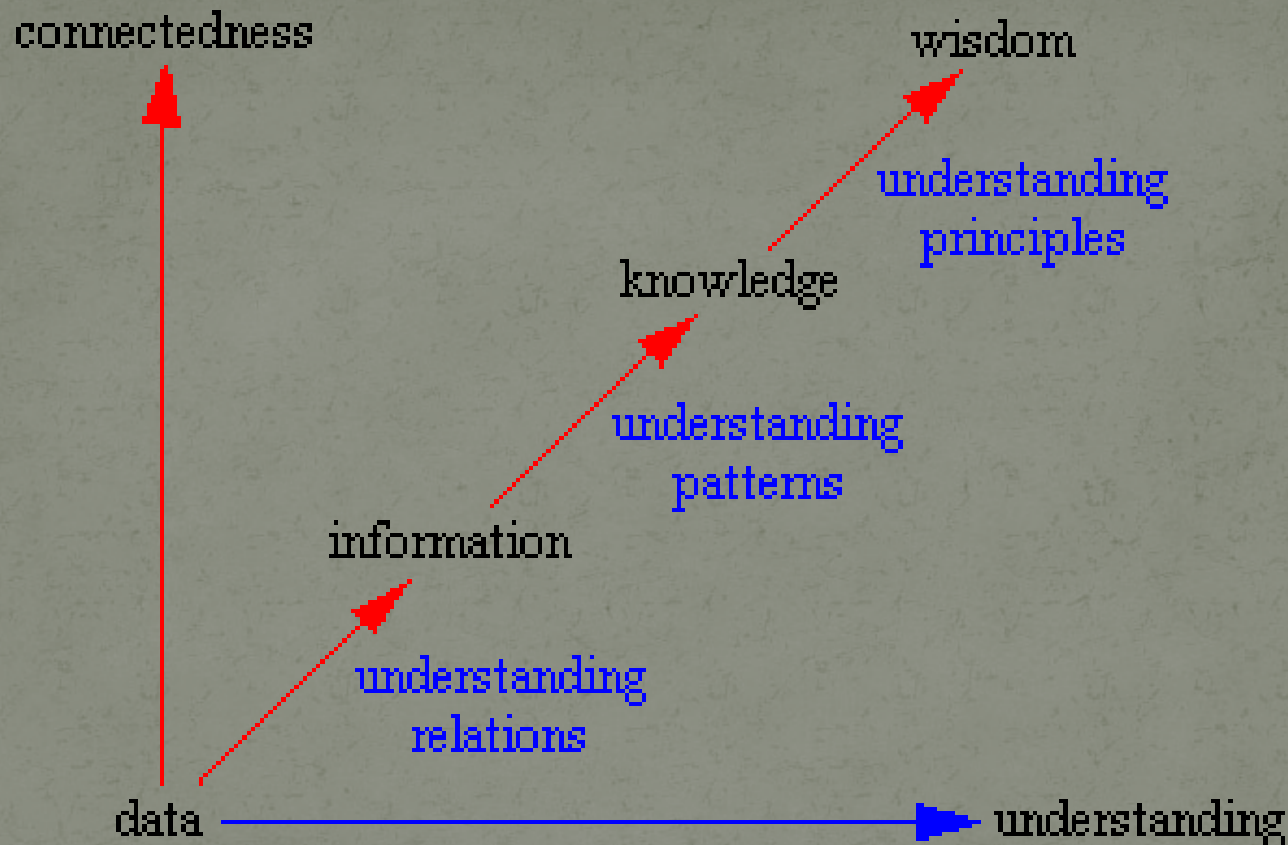 connectedness
wisdom
understanding
principles
knowledge
understanding
patterns
information
understanding
relations
data
understanding